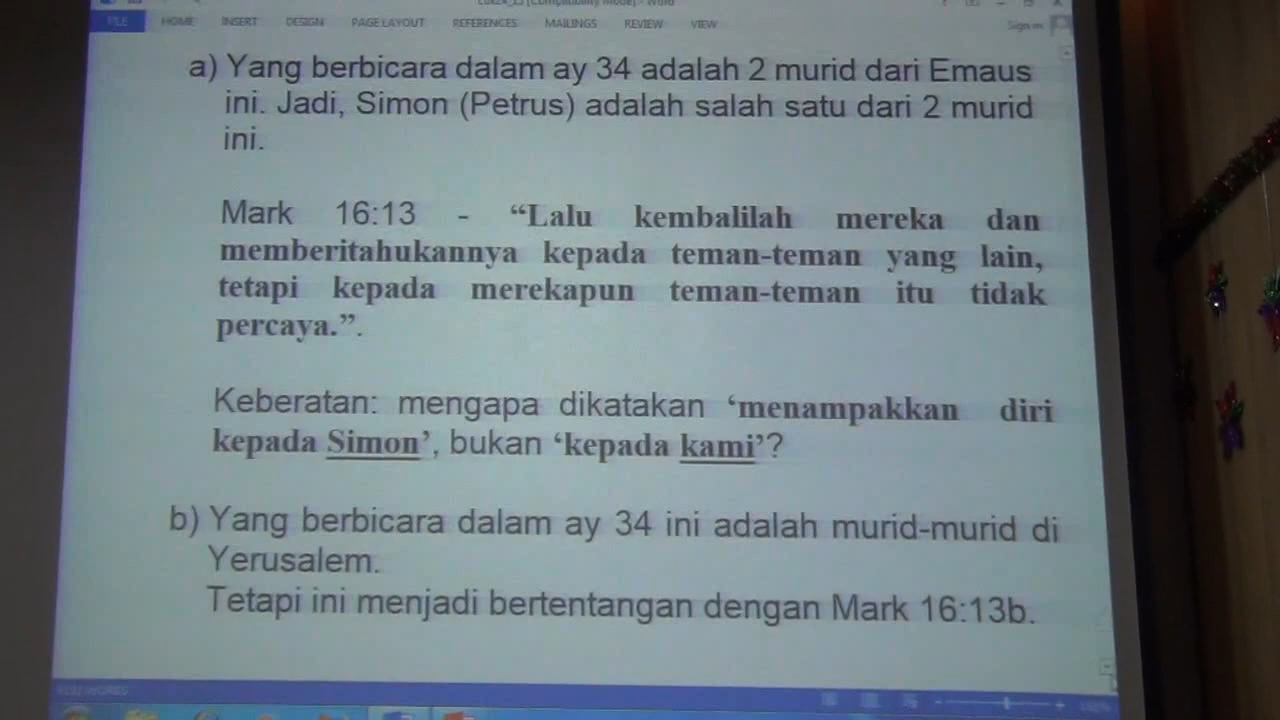 FILE HOME INSERT DESIGN PAGE LAYOUT REFERENCES MAILINGS REVIEW VIEW Sign in
a) Yang berbicara dalam ay 34 adalah 2 murid dari Emaus
ini. Jadi, Simon (Petrus) adalah salah satu dari 2 murid
ini.
Mark 16:13 - “Lalu kembalilah mereka dan
memberitahukannya kepada teman-teman yang lain,
tetapi kepada merekapun teman-teman itu tidak
percaya.”.
Keberatan: mengapa dikatakan ‘menampakkan diri
kepada Simon’, bukan ‘kepada kami’?
b) Yang berbicara dalam ay 34 ini adalah murid-murid di
Yerusalem.
Tetapi ini menjadi bertentangan dengan Mark 16:13b.